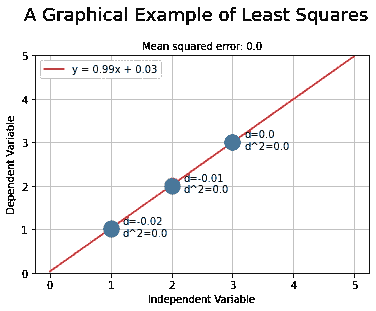 A Graphical Example of Least Squares
Mean squared error: 0.0
y = 0.99x + 0.03
5
4
3
2
1
0
Dependent Variable
d=0.0
d^2=0.0
d=-0.01
d^2=0.0
d=-0.02
d^2=0.0
0 1 2 3 4 5
Independent Variable